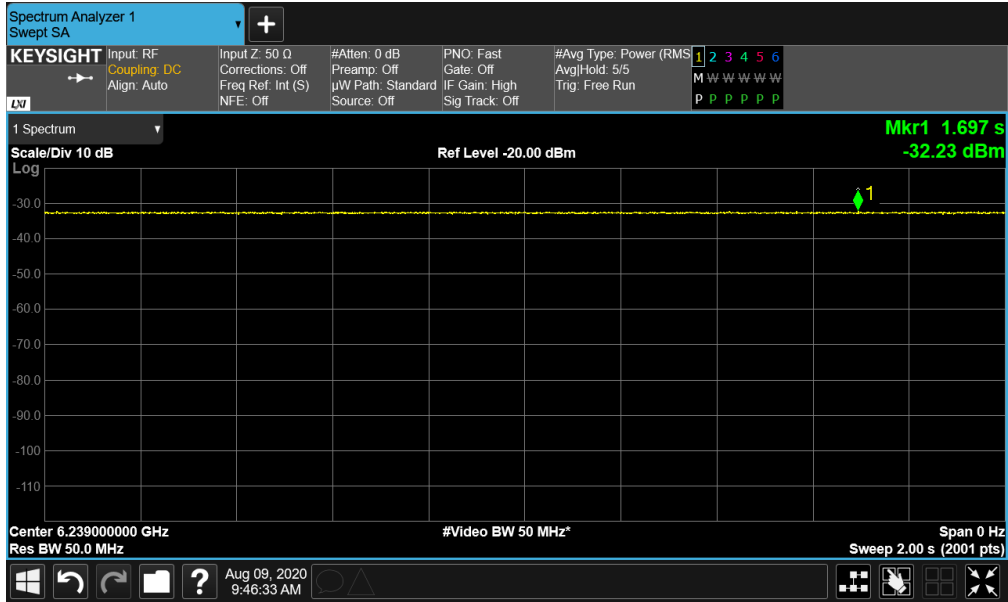 Spectrum Analyzer 1
Swept SA
KEYSIGHT
LXI
Input: RF
Coupling: DC
Align: Auto
Input Z: 50 Ω
Corrections: Off
Freq Ref: Int (S)
NFE: Off
#Atten: 0 dB
Preamp: Off
µW Path: Standard
Source: Off
PNO: Fast
Gate: Off
IF Gain: High
Sig Track: Off
#Avg Type: Power (RMS
Avg|Hold: 5/5
Trig: Free Run
1 2 3 4 5 6
M W W W W W
P P P P P P
1 Spectrum
Mkr1 1.697 s
Scale/Div 10 dB
Ref Level -20.00 dBm
-32.23 dBm
Log
1
-30.0
-40.0
-50.0
-60.0
-70.0
-80.0
-90.0
-100
-110
Center 6.239000000 GHz
#Video BW 50 MHz*
Span 0 Hz
Res BW 50.0 MHz
Sweep 2.00 s (2001 pts)
?
Aug 09, 2020
9:46:33 AM